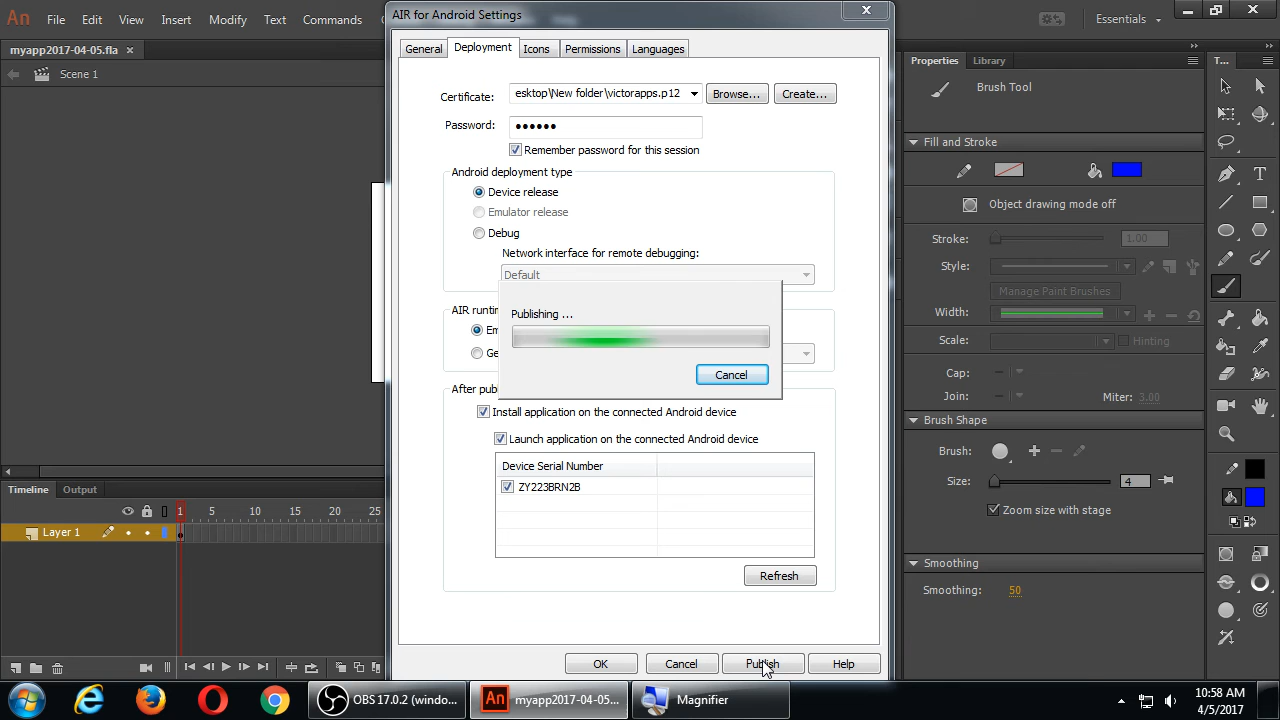 An
File
Edit
View
Insert
Modify
Text
Commands
AIR for Android Settings
Essentials
myapp2017-04-05.fla
Scene 1
General
Deployment
Icons
Permissions
Languages
Certificate:
esktop\New folder\victorapps.p12
Browse...
Create...
Password:
Remember password for this session
Android deployment type
Device release
Emulator release
Debug
Network interface for remote debugging:
Default
AIR runtim
Em
Ge
Publishing ...
Cancel
After publ
Install application on the connected Android device
Launch application on the connected Android device
Device Serial Number
ZY223BRN2B
Refresh
OK
Cancel
Publish
Help
Properties
Library
T...
Brush Tool
Fill and Stroke
Object drawing mode off
Stroke:
1.00
Style:
Manage Paint Brushes
Width:
Scale:
Hinting
Cap:
Join:
Miter: 3.00
Brush Shape
Brush:
Size:
4
Zoom size with stage
Smoothing
Smoothing:
50
Timeline
Output
1
5
10
15
20
25
Layer 1
OBS 17.0.2 (windo...
An
myapp2017-04-05...
Magnifier
10:58 AM
4/5/2017